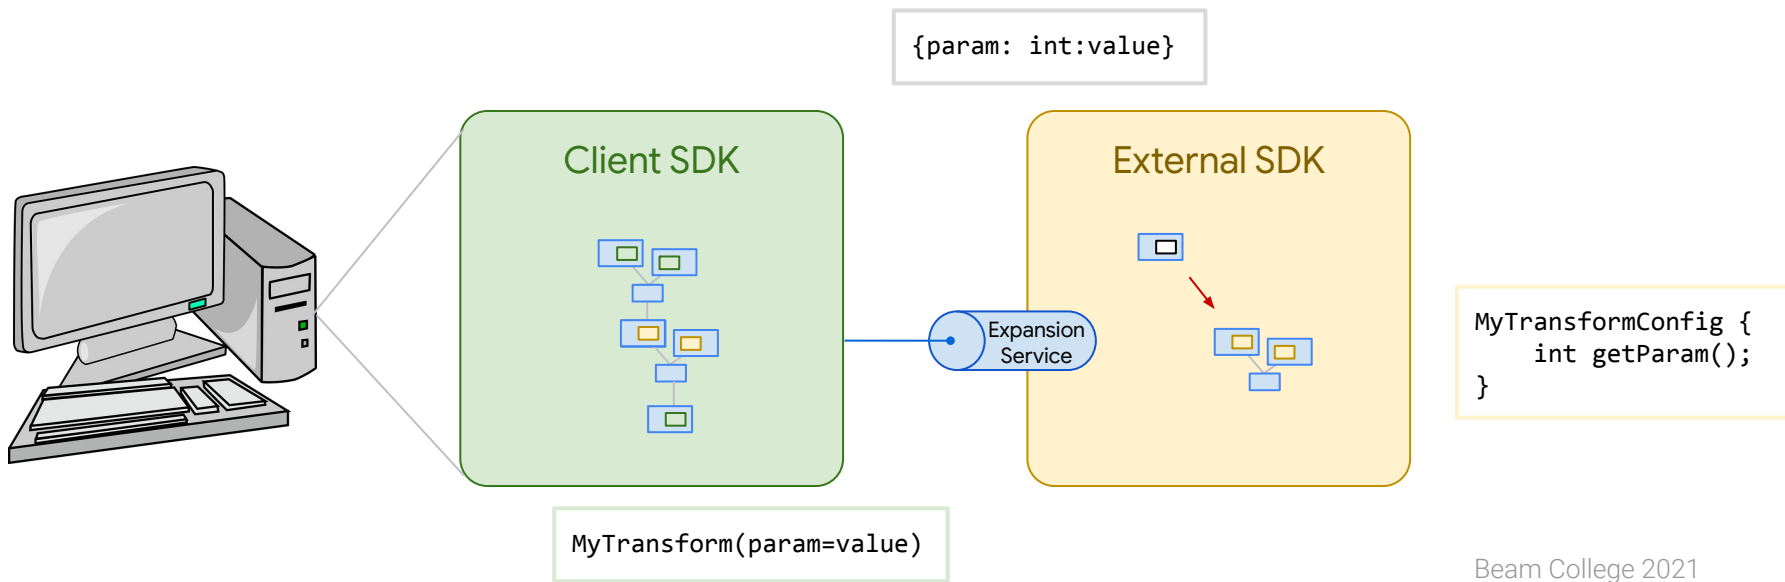 {param: int:value}
Client SDK
External SDK
Expansion
Service
MyTransformConfig {
    int getParam();
}
MyTransform(param=value)
Beam College 2021